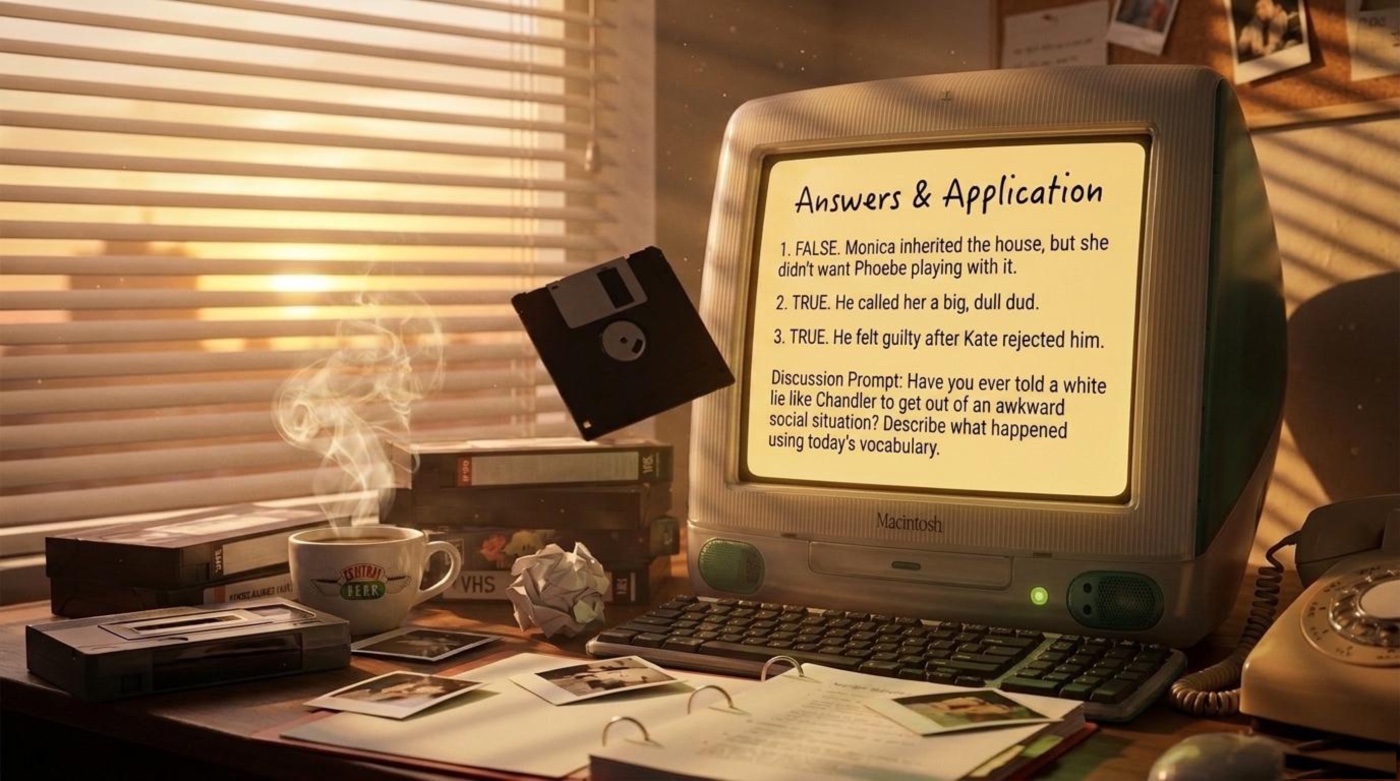 Answers & Application
1. FALSE. Monica inherited the house, but she
didn't want Phoebe playing with it.
2. TRUE. He called her a big, dull dud.
3. TRUE. He felt guilty after Kate rejected him.
Discussion Prompt: Have you ever told a white
lie like Chandler to get out of an awkward
social situation? Describe what happened
using today's vocabulary.
Macintosh
VHS